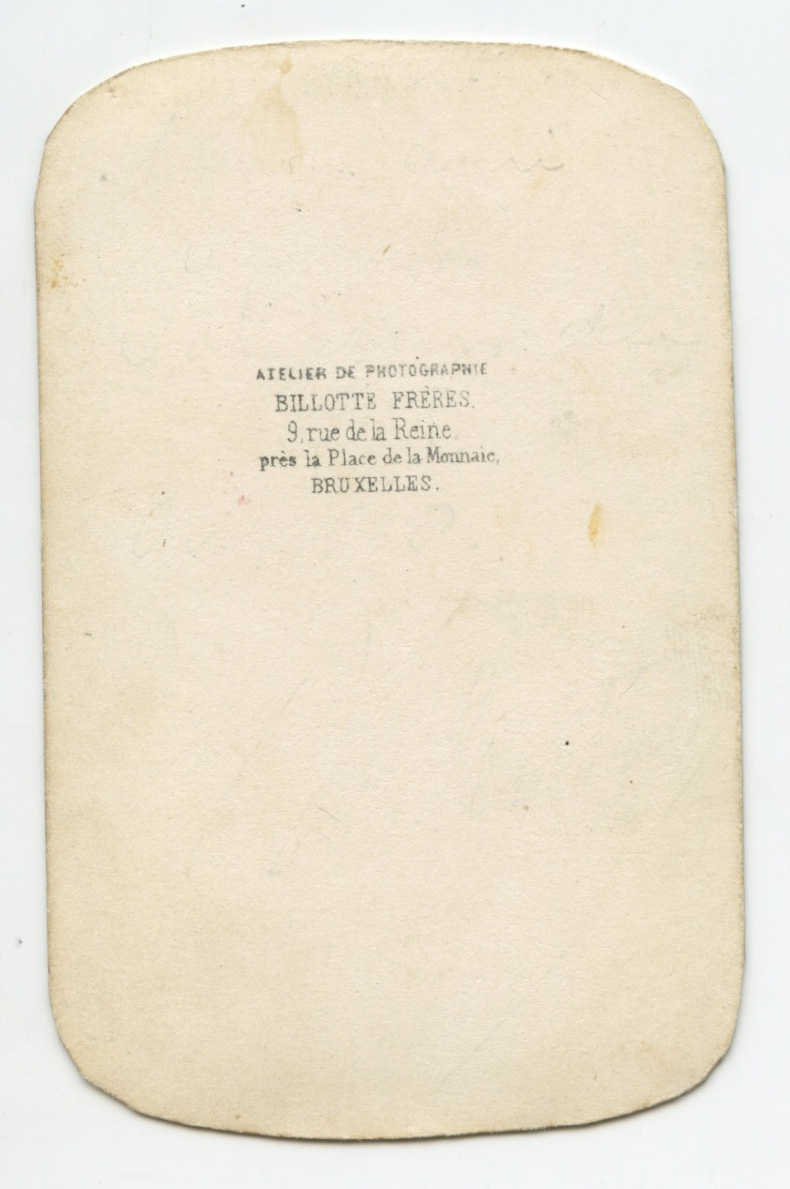 ATELIER DE PHOTOGRAPHIE
BILLOTTE FRÈRES.
9, rue de la Reine.
près la Place de la Monnaie,
BRUXELLES.